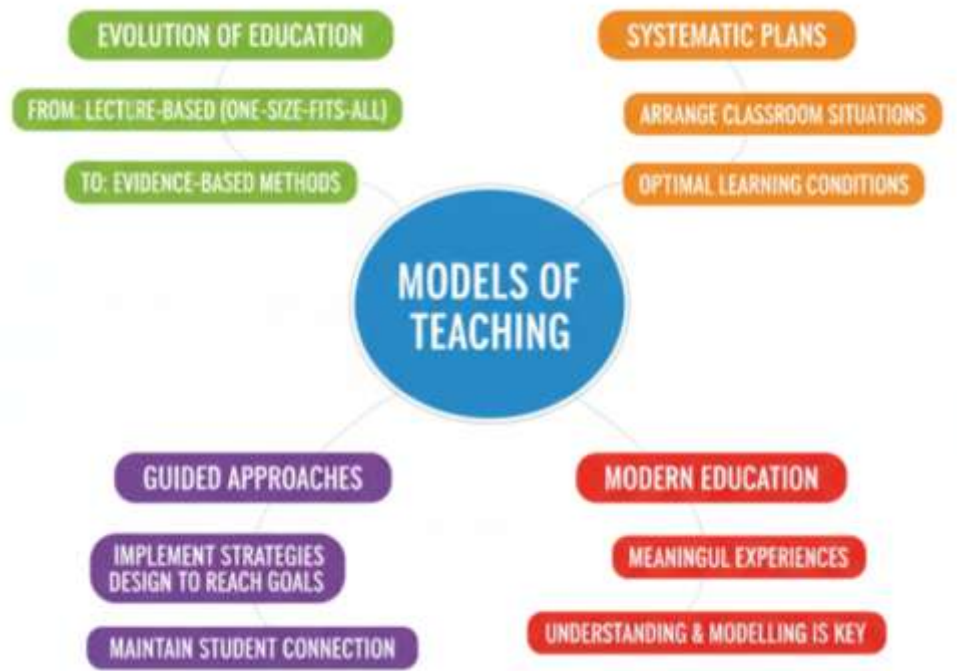 EVOLUTION OF EDUCATION
FROM: LECTURE-BASED (ONE-SIZE-FITS-ALL)
TO: EVIDENCE-BASED METHODS
SYSTEMATIC PLANS
ARRANGE CLASSROOM SITUATIONS
OPTIMAL LEARNING CONDITIONS
MODELS OF
TEACHING
GUIDED APPROACHES
IMPLEMENT STRATEGIES
DESIGN TO REACH GOALS
MAINTAIN STUDENT CONNECTION
MODERN EDUCATION
MEANINGUL EXPERIENCES
UNDERSTANDING & MODELLING IS KEY